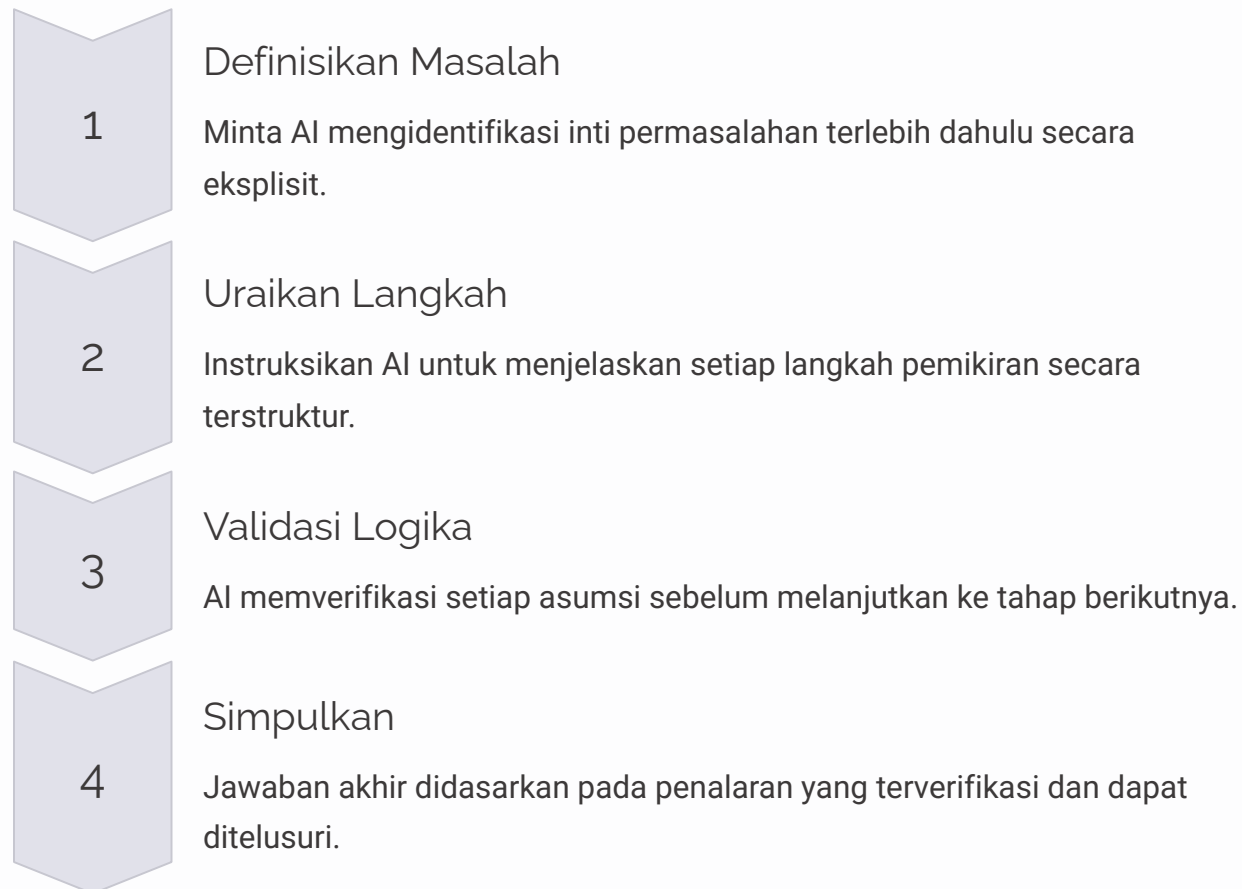 1
Definisikan Masalah
Minta AI mengidentifikasi inti permasalahan terlebih dahulu secara
eksplisit.
2
Uraikan Langkah
Instruksikan AI untuk menjelaskan setiap langkah pemikiran secara
terstruktur.
3
Validasi Logika
AI memverifikasi setiap asumsi sebelum melanjutkan ke tahap berikutnya.
4
Simpulkan
Jawaban akhir didasarkan pada penalaran yang terverifikasi dan dapat
ditelusuri.